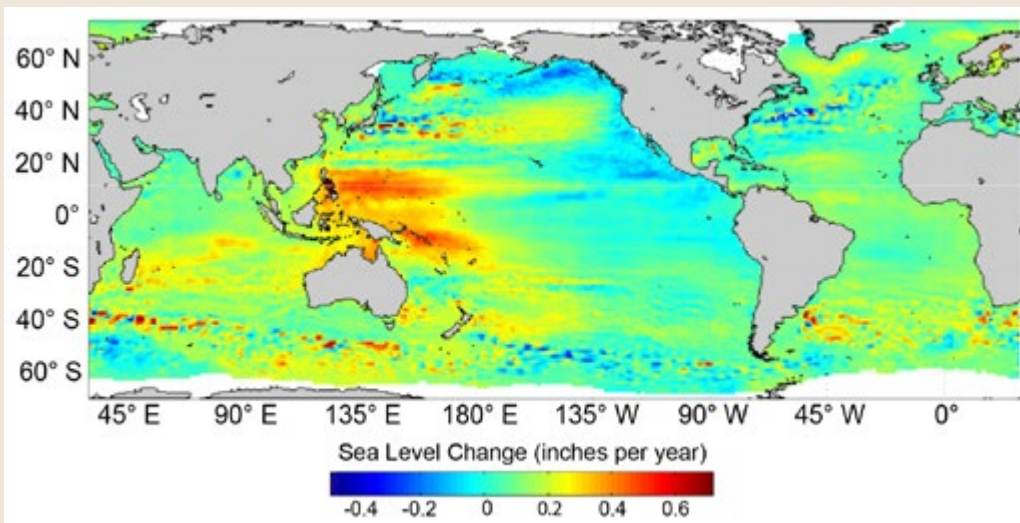 60° N
40° N
20° N
0°
20° S
40° S
60° S
45° E 90° E 135° E 180° E 135° W 90° W 45° W 0°
Sea Level Change (inches per year)
-0.4 -0.2 0 0.2 0.4 0.6